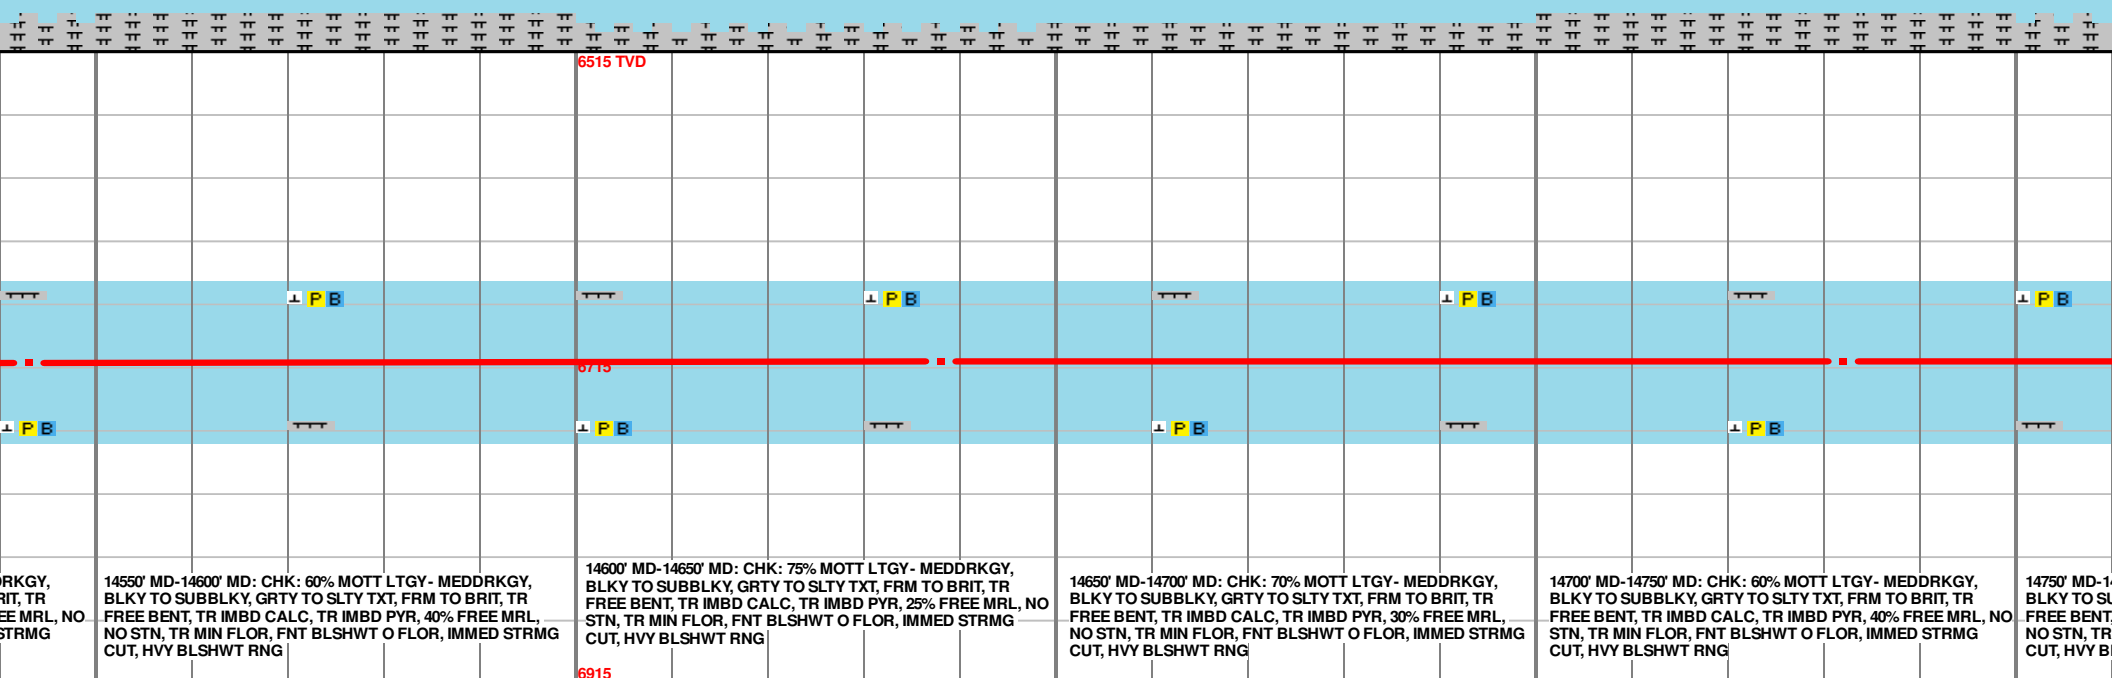 6515 TVD
P B
P B
P B
P B
6715
P B
P B
P B
P B
DRKGY,
RIT, TR
EE MRL, NO
STRMG
14550' MD-14600' MD: CHK: 60% MOTT LTGY- MEDDRKGY,
BLKY TO SUBBLKY, GRTY TO SLTY TXT, FRM TO BRIT, TR
FREE BENT, TR IMBD CALC, TR IMBD PYR, 40% FREE MRL,
NO STN, TR MIN FLOR, FNT BLSHWT O FLOR, IMMED STRMG
CUT, HVY BLSHWT RNG
14600' MD-14650' MD: CHK: 75% MOTT LTGY- MEDDRKGY,
BLKY TO SUBBLKY, GRTY TO SLTY TXT, FRM TO BRIT, TR
FREE BENT, TR IMBD CALC, TR IMBD PYR, 25% FREE MRL, NO
STN, TR MIN FLOR, FNT BLSHWT O FLOR, IMMED STRMG
CUT, HVY BLSHWT RNG
14650' MD-14700' MD: CHK: 70% MOTT LTGY- MEDDRKGY,
BLKY TO SUBBLKY, GRTY TO SLTY TXT, FRM TO BRIT, TR
FREE BENT, TR IMBD CALC, TR IMBD PYR, 30% FREE MRL,
NO STN, TR MIN FLOR, FNT BLSHWT O FLOR, IMMED STRMG
CUT, HVY BLSHWT RNG
14700' MD-14750' MD: CHK: 60% MOTT LTGY- MEDDRKGY,
BLKY TO SUBBLKY, GRTY TO SLTY TXT, FRM TO BRIT, TR
FREE BENT, TR IMBD CALC, TR IMBD PYR, 40% FREE MRL, NO
STN, TR MIN FLOR, FNT BLSHWT O FLOR, IMMED STRMG
CUT, HVY BLSHWT RNG
14750' MD-14
BLKY TO SU
FREE BENT,
NO STN, TR
CUT, HVY B
6915